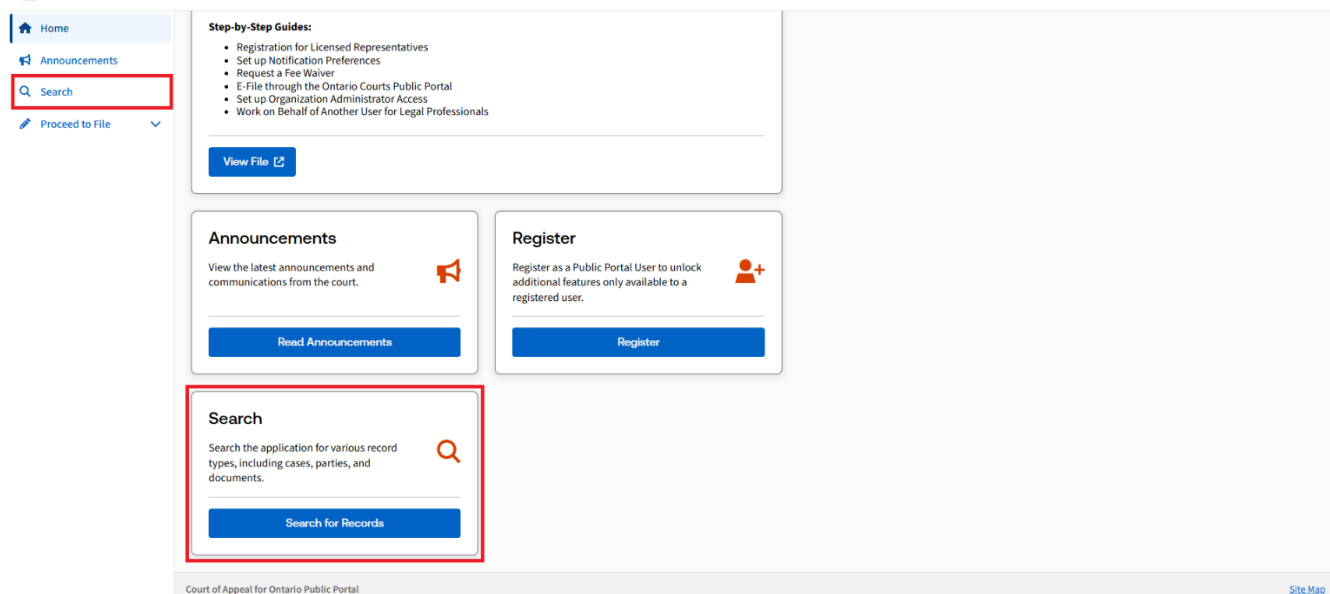 Home
Announcements
Search
Proceed to File
Step-by-Step Guides:
• Registration for Licensed Representatives
• Set up Notification Preferences
• Request a Fee Waiver
• E-File through the Ontario Courts Public Portal
• Set up Organization Administrator Access
• Work on Behalf of Another User for Legal Professionals
View File
Announcements
View the latest announcements and
communications from the court.
Read Announcements
Register
Register as a Public Portal User to unlock
additional features only available to a
registered user.
Register
Search
Search the application for various record
types, including cases, parties, and
documents.
Search for Records
Court of Appeal for Ontario Public Portal
Site Map